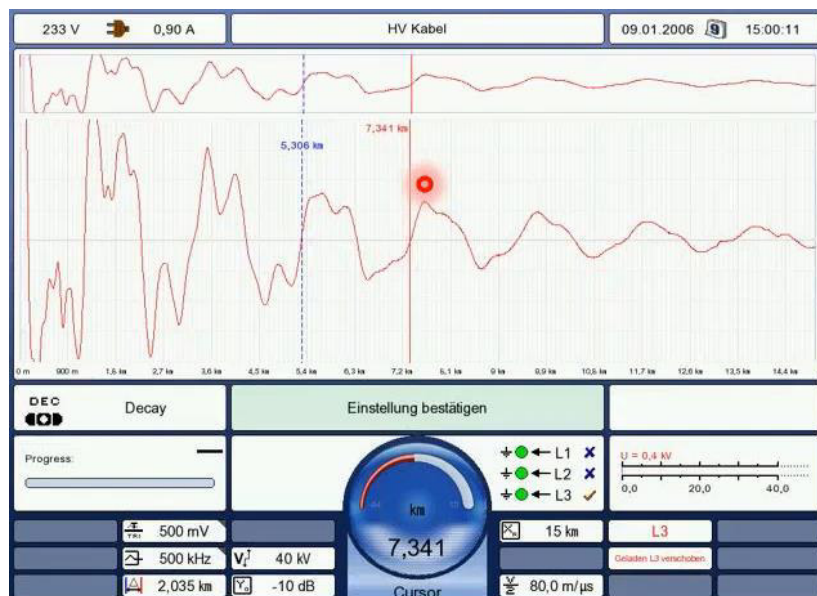 233 V 0,90 A
HV Kabel
09.01.2006 9 15:00:11
7,341 km
5,306 km
0 m 900 m 1,8 km 2,7 km 3,6 km 4,5 km 5,4 km 6,3 km 7,2 km 8,1 km 9 km 9,9 km 10,8 km 11,7 km 12,6 km 13,5 km 14,4 km
DEC
Decay
Einstellung bestätigen
Progress:
L1
L2
L3
U = 0,4 kV
0,0 20,0 40,0
km
7,341
Cursor
TRI
500 mV
500 kHz
2,035 km
40 kV
-10 dB
15 km
80,0 m/µs
L3
Geladen L3 verschoben